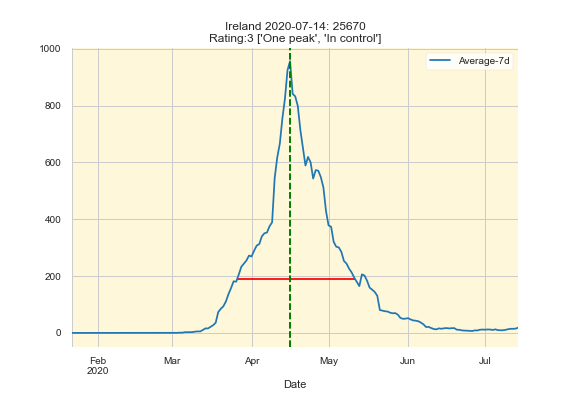 Ireland 2020-07-14: 25670
Rating:3 ['One peak', 'In control']
1000
800
600
400
200
0
Average-7d
Feb
2020
Mar
Apr
May
Jun
Jul
Date